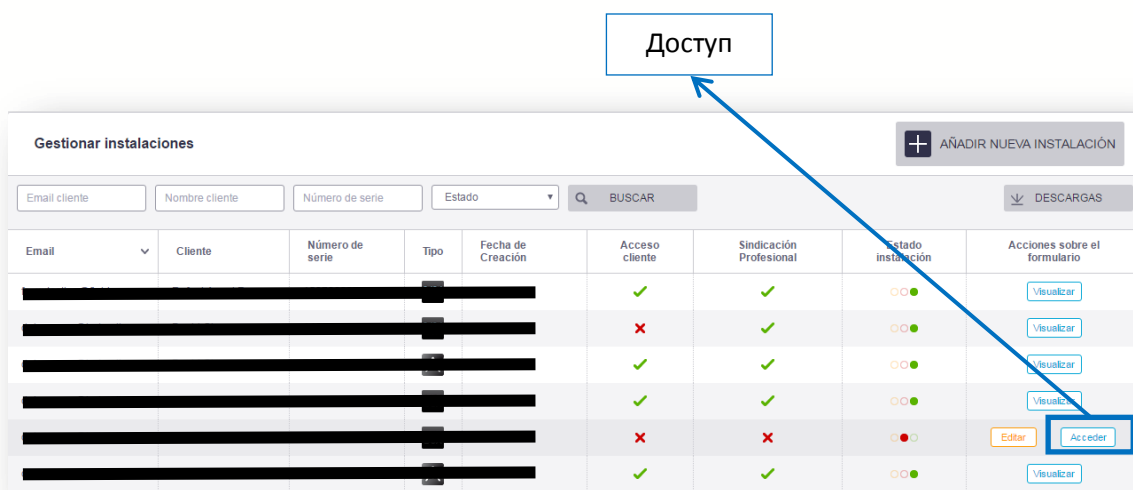 Доступ
Gestionar instalaciones
AÑADIR NUEVA INSTALACIÓN
Email cliente
Nombre cliente
Número de serie
Estado
BUSCAR
DESCARGAS
Email
Cliente
Número de
serie
Tipo
Fecha de
Creación
Acceso
cliente
Sindicación
Profesional
Estado
instalación
Acciones sobre el
formulario
Visualizar
Visualizar
Visualizar
Visualizar
Editar
Acceder
Visualizar